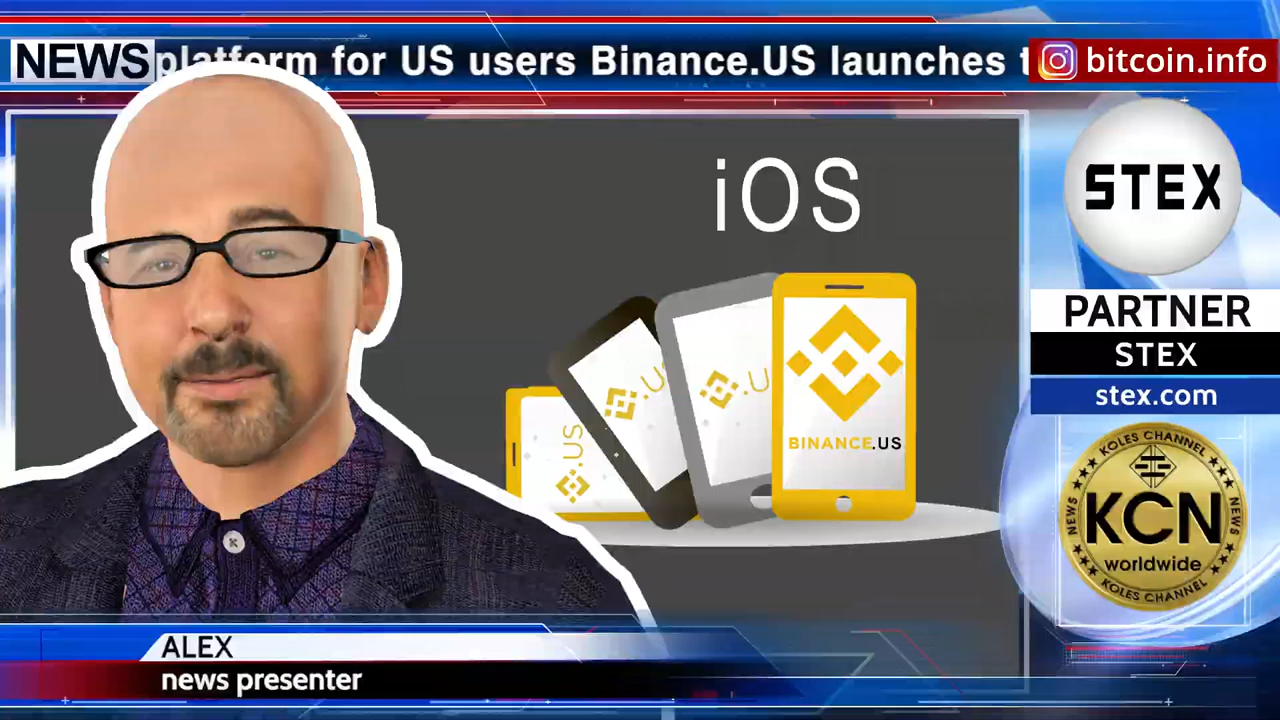 NEWS platform for US users Binance.US launches
bitcoin.info
iOS
STEX
PARTNER
STEX
stex.com
.US
.US
.U
BINANCE.US
KOLES CHANNEL
NEWS
KCN
NEWS
worldwide
KOLES CHANNEL
ALEX
news presenter